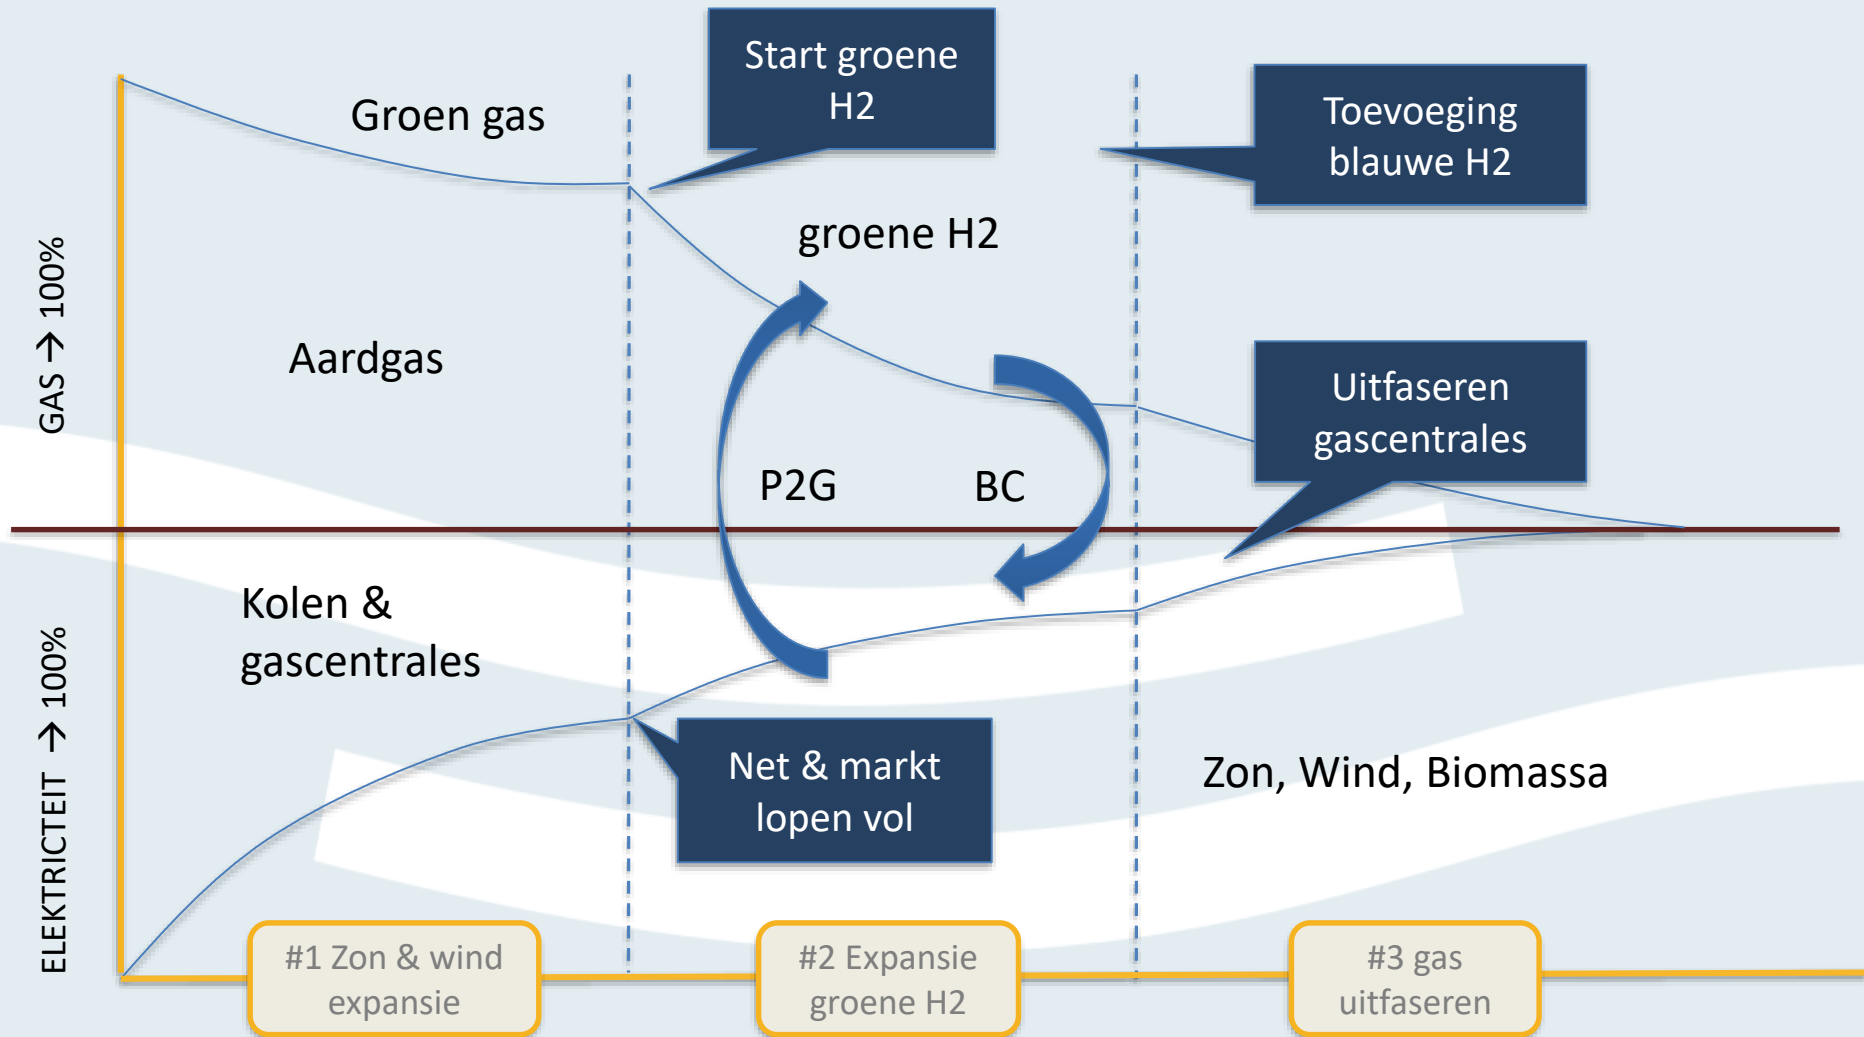 Start groene
H2
Groen gas
Toevoeging
blauwe H2
groene H2
GAS → 100%
Aardgas
Uitfaseren
gascentrales
P2G
BC
Kolen &
gascentrales
ELEKTRICTEIT → 100%
Net & markt
lopen vol
Zon, Wind, Biomassa
#1 Zon & wind
expansie
#2 Expansie
groene H2
#3 gas
uitfaseren